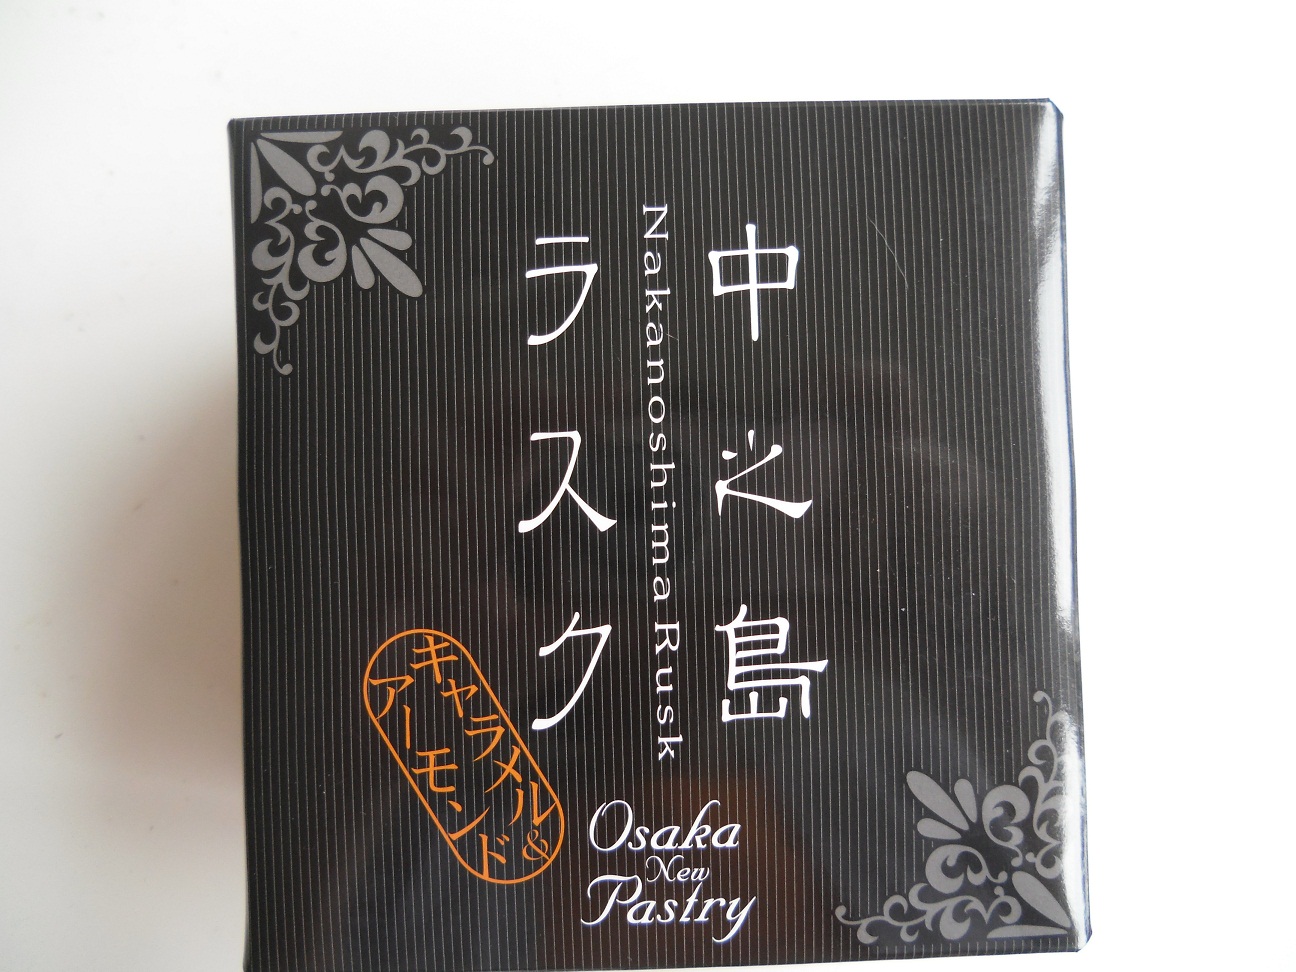 中之島
Nakanoshima Rusk
ラスク
キャラメル&
アーモンド
Osaka
New
Pastry